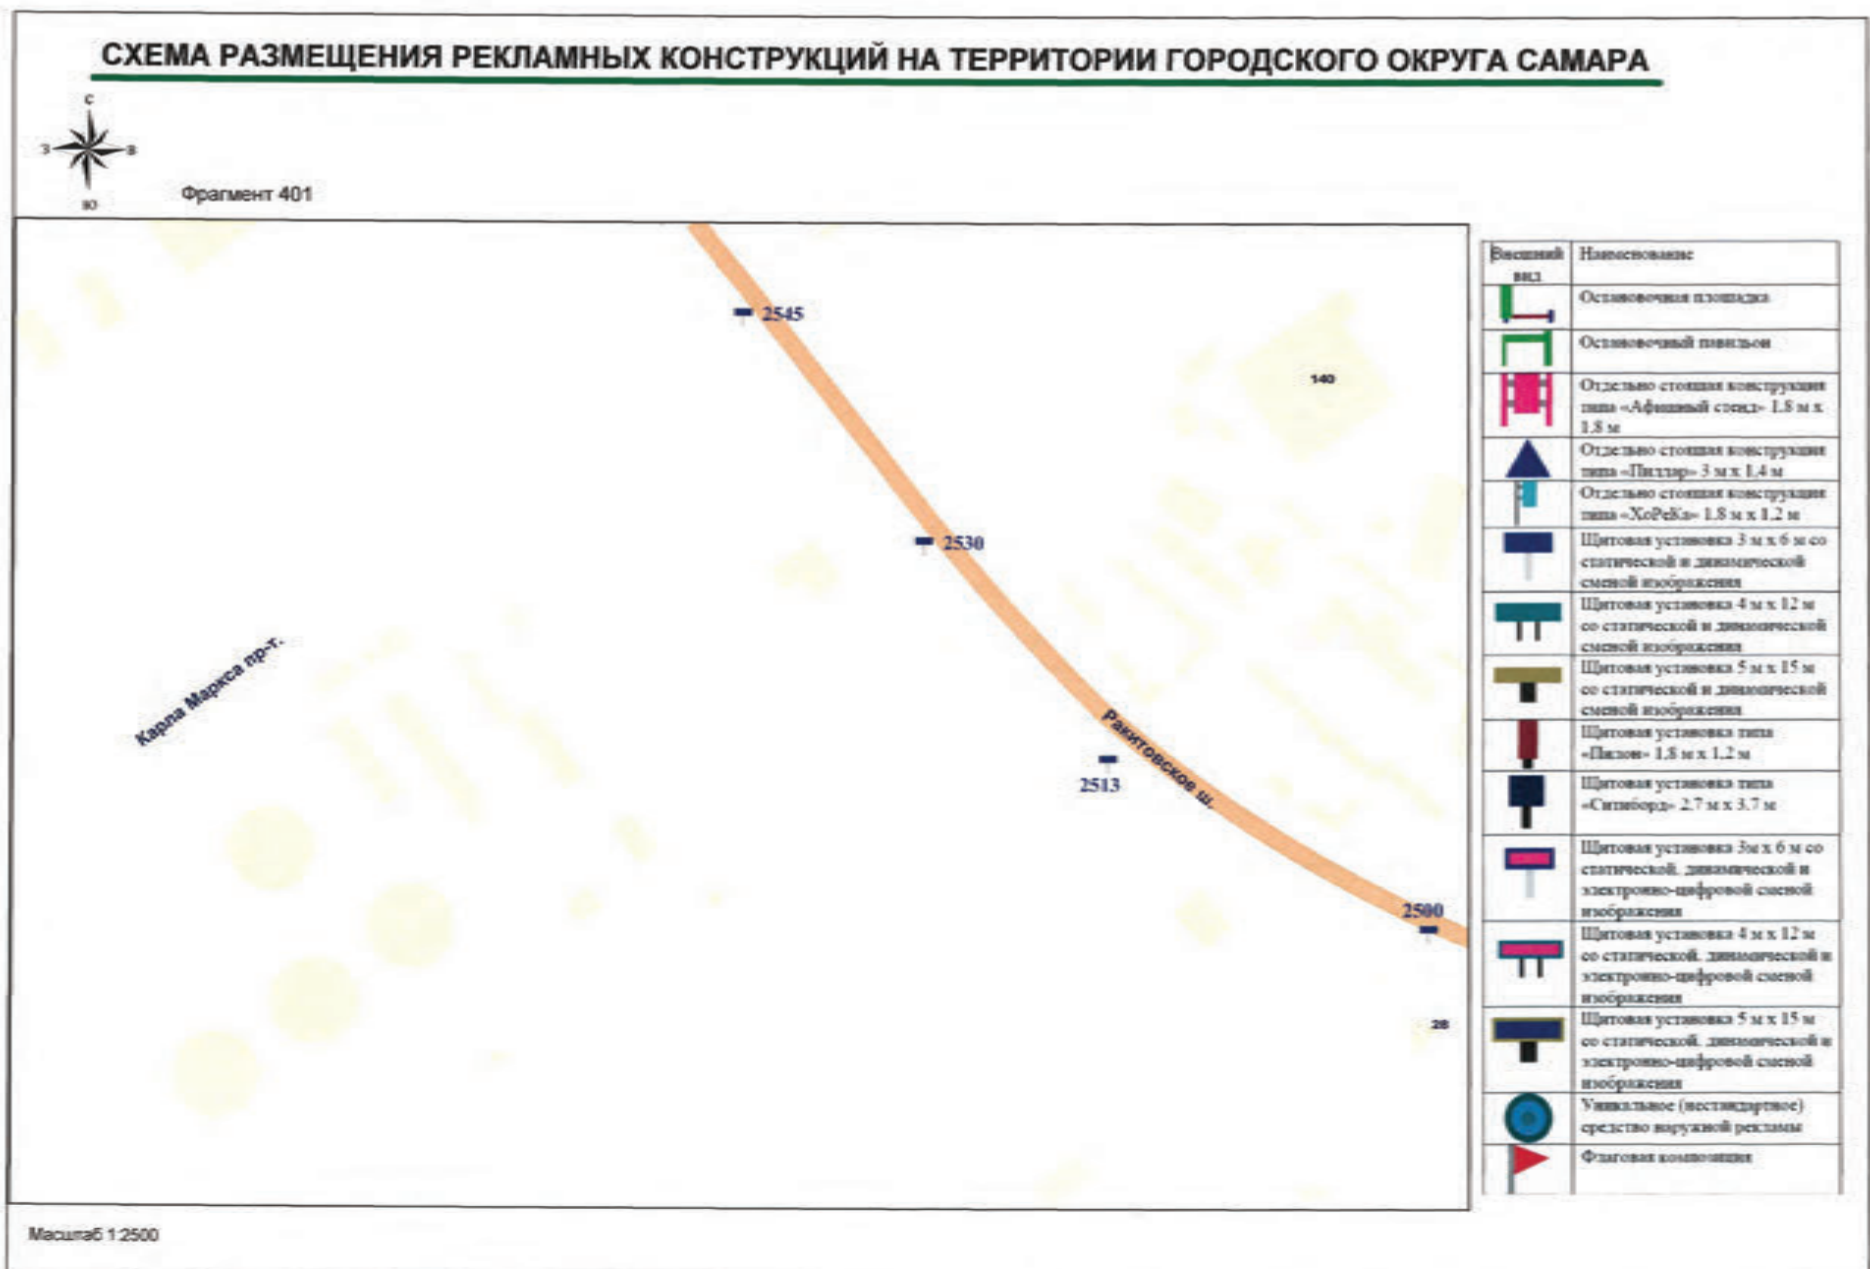 СХЕМА РАЗМЕЩЕНИЯ РЕКЛАМНЫХ КОНСТРУКЦИЙ НА ТЕРРИТОРИИ ГОРОДСКОГО ОКРУГА САМАРА
С
З В
Ю
Фрагмент 401
2545
140
2530
Карла Маркса пр-т.
Ракитовское ш.
2513
2500
28
Внешний
вид
Наименование
Остановочная площадка
Остановочный павильон
Отдельно стоящая конструкция
типа «Афишный стенд» 1.8 м х
1.8 м
Отдельно стоящая конструкция
типа «Пиллар» 3 м х 1,4 м
Отдельно стоящая конструкция
типа «ХоРеКа» 1.8 м х 1.2 м
Щитовая установка 3 м х 6 м со
статической и динамической
сменой изображения
Щитовая установка 4 м х 12 м
со статической и динамической
сменой изображения
Щитовая установка 5 м х 15 м
со статической и динамической
сменой изображения
Щитовая установка типа
«Пилон» 1,8 м х 1.2 м
Щитовая установка типа
«Ситиборд» 2.7 м х 3.7 м
Щитовая установка 3м х 6 м со
статической, динамической и
электронно-цифровой сменой
изображения
Щитовая установка 4 м х 12 м
со статической, динамической и
электронно-цифровой сменой
изображения
Щитовая установка 5 м х 15 м
со статической, динамической и
электронно-цифровой сменой
изображения
Уникальное (нестандартное)
средство наружной рекламы
Флаговая композиция
Масштаб 1:2500